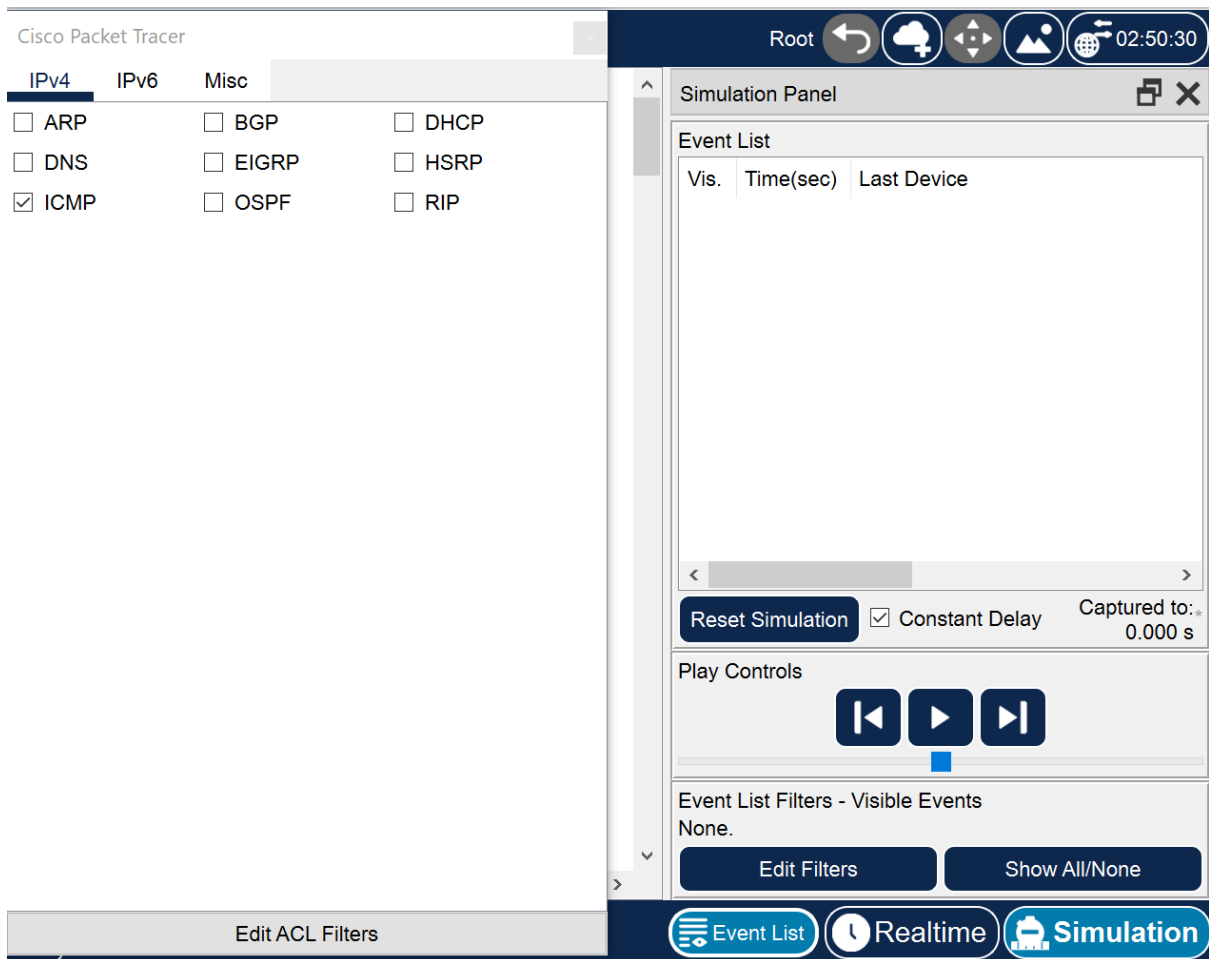 Cisco Packet Tracer
IPv4 IPv6 Misc
ARP BGP DHCP
DNS EIGRP HSRP
ICMP OSPF RIP
Edit ACL Filters
Root 02:50:30
Simulation Panel
Event List
Vis. Time(sec) Last Device
Reset Simulation Constant Delay Captured to:*
0.000 s
Play Controls
Event List Filters - Visible Events
None.
Edit Filters Show All/None
Event List Realtime Simulation